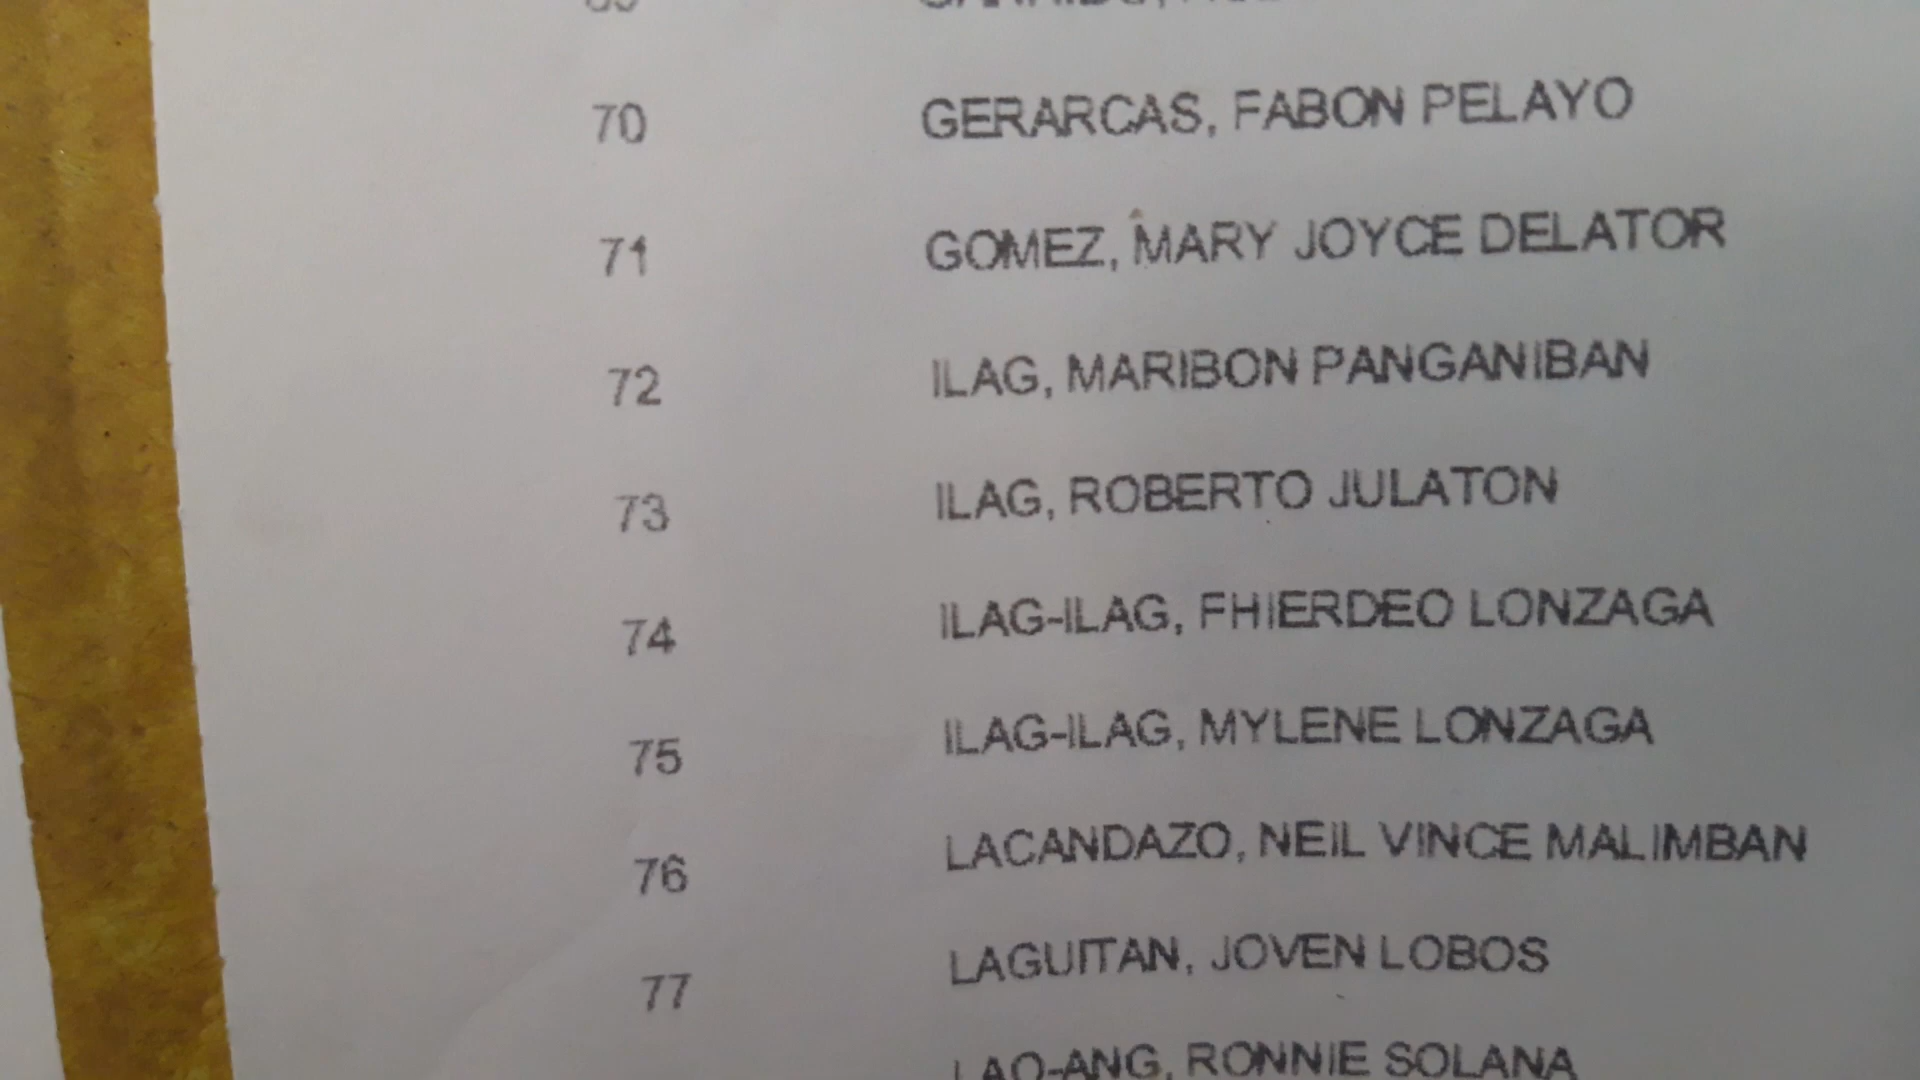 70 GERARCAS, FABON PELAYO
71 GOMEZ, MARY JOYCE DELATOR
72 ILAG, MARIBON PANGANIBAN
73 ILAG, ROBERTO JULATON
74 ILAG-ILAG, FHIERDEO LONZAGA
75 ILAG-ILAG, MYLENE LONZAGA
76 LACANDAZO, NEIL VINCE MALIMBAN
77 LAGUITAN, JOVEN LOBOS
LAO-ANG, RONNIE SOLANA